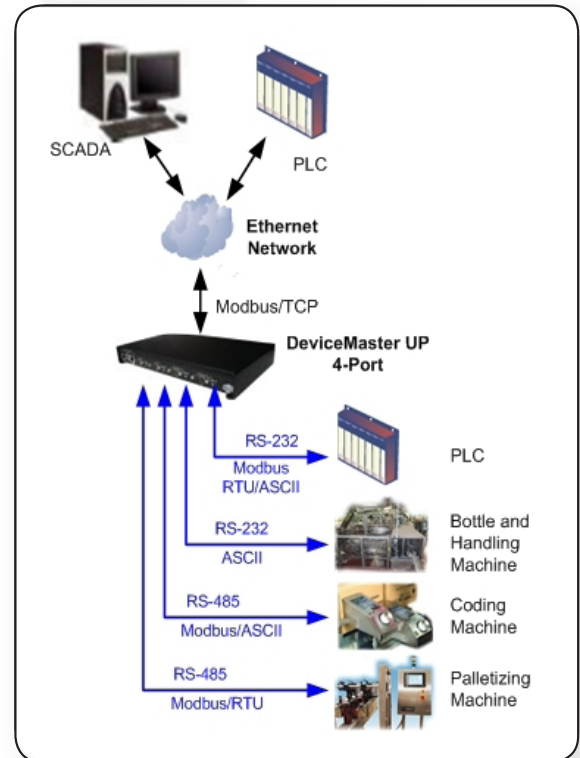 SCADA
PLC
Ethernet
Network
Modbus/TCP
DeviceMaster UP
4-Port
RS-232
Modbus
RTU/ASCII
PLC
RS-232
ASCII
Bottle and
Handling
Machine
RS-485
Modbus/ASCII
Coding
Machine
RS-485
Modbus/RTU
Palletizing
Machine